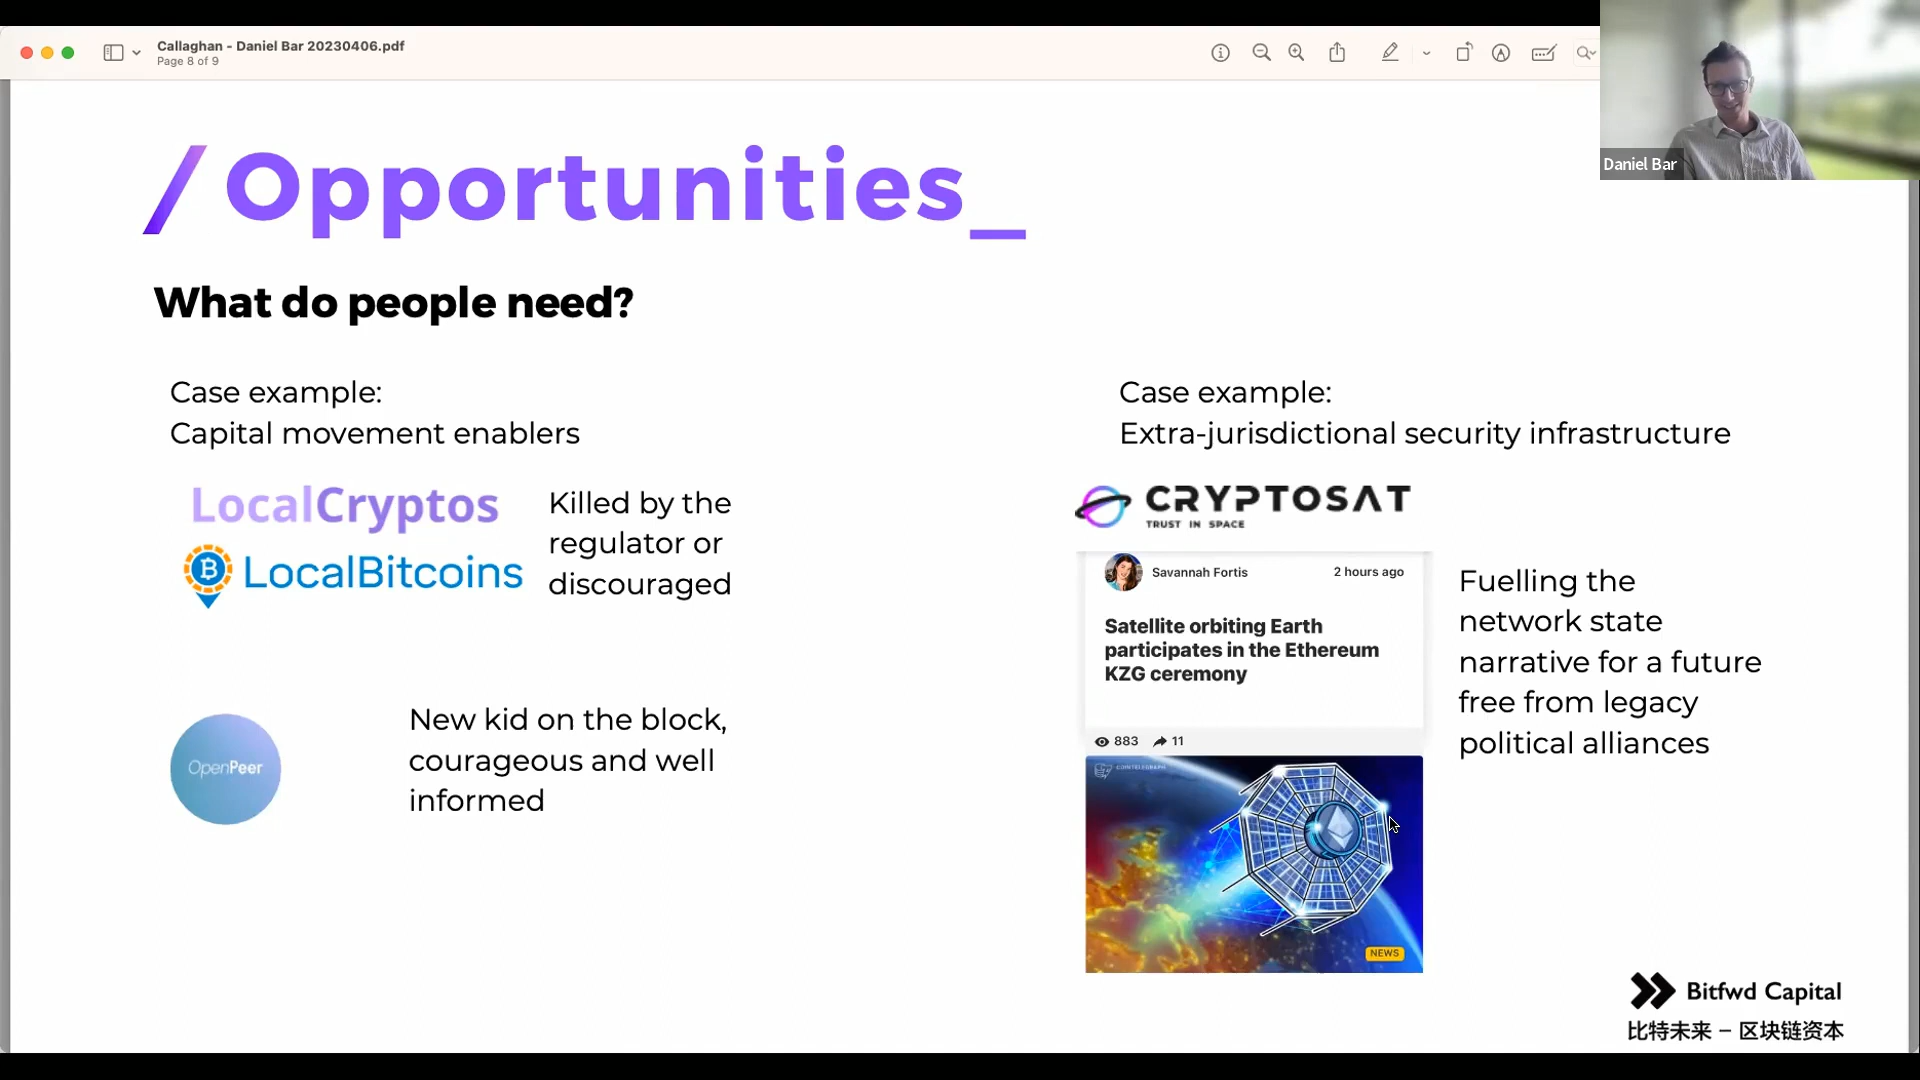 Callaghan - Daniel Bar 20230406.pdf
Page 8 of 9
Daniel Bar
/Opportunities_
What do people need?
Case example:
Capital movement enablers
LocalCryptos
LocalBitcoins
Killed by the
regulator or
discouraged
OpenPeer
New kid on the block,
courageous and well
informed
Case example:
Extra-jurisdictional security infrastructure
CRYPTOSAT
TRUST IN SPACE
Savannah Fortis
2 hours ago
Satellite orbiting Earth
participates in the Ethereum
KZG ceremony
883
11
COINTELEGRAPH
NEWS
Fuelling the
network state
narrative for a future
free from legacy
political alliances
Bitfwd Capital
比特未来 – 区块链资本